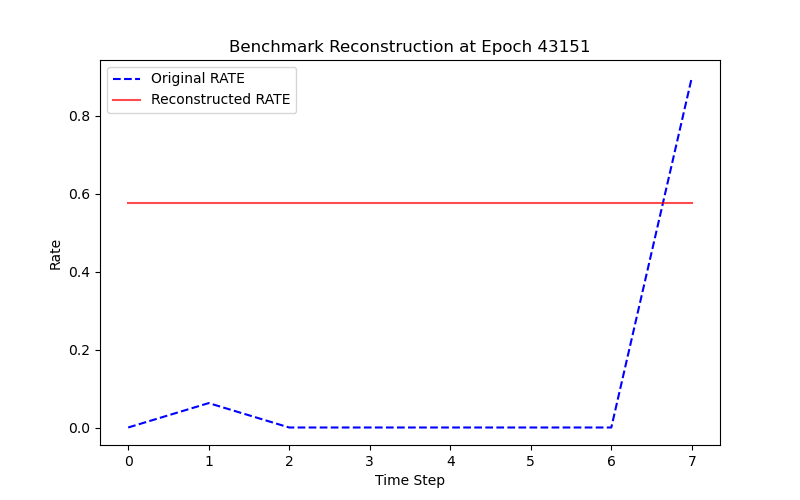 Benchmark Reconstruction at Epoch 43151
Original RATE
Reconstructed RATE
Rate
0.8
0.6
0.4
0.2
0.0
0 1 2 3 4 5 6 7
Time Step